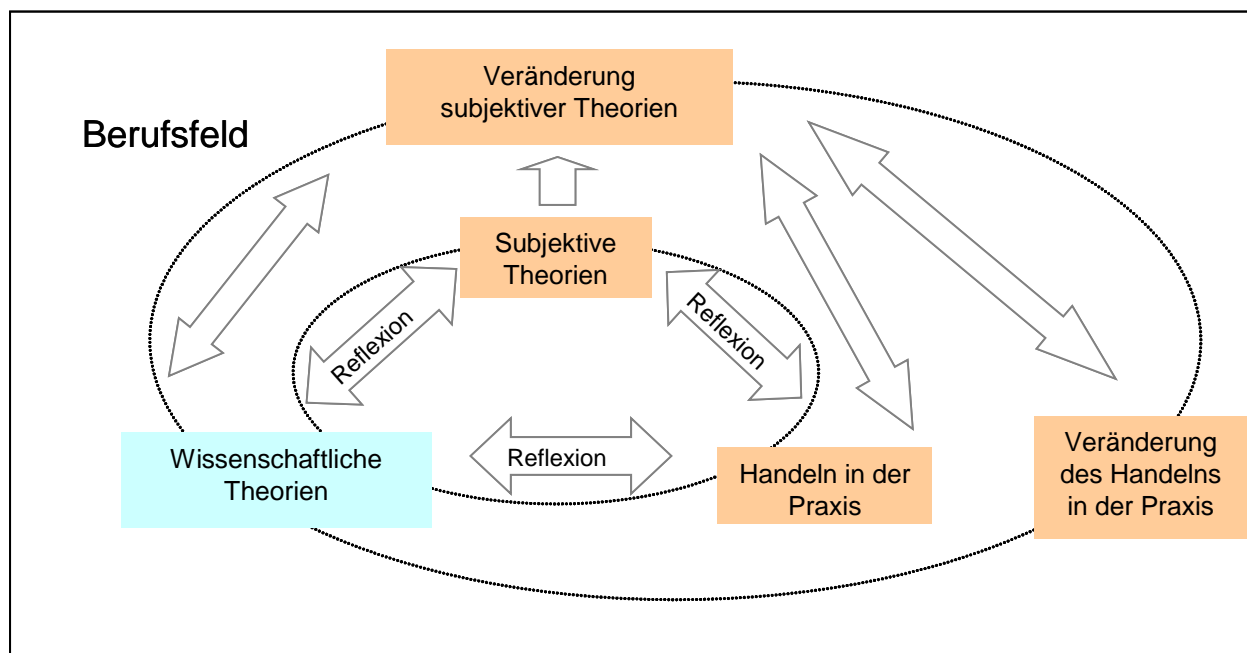 Veränderung
subjektiver Theorien
Berufsfeld
Subjektive
Theorien
Reflexion
Reflexion
Wissenschaftliche
Theorien
Reflexion
Handeln in der
Praxis
Veränderung
des Handelns
in der Praxis